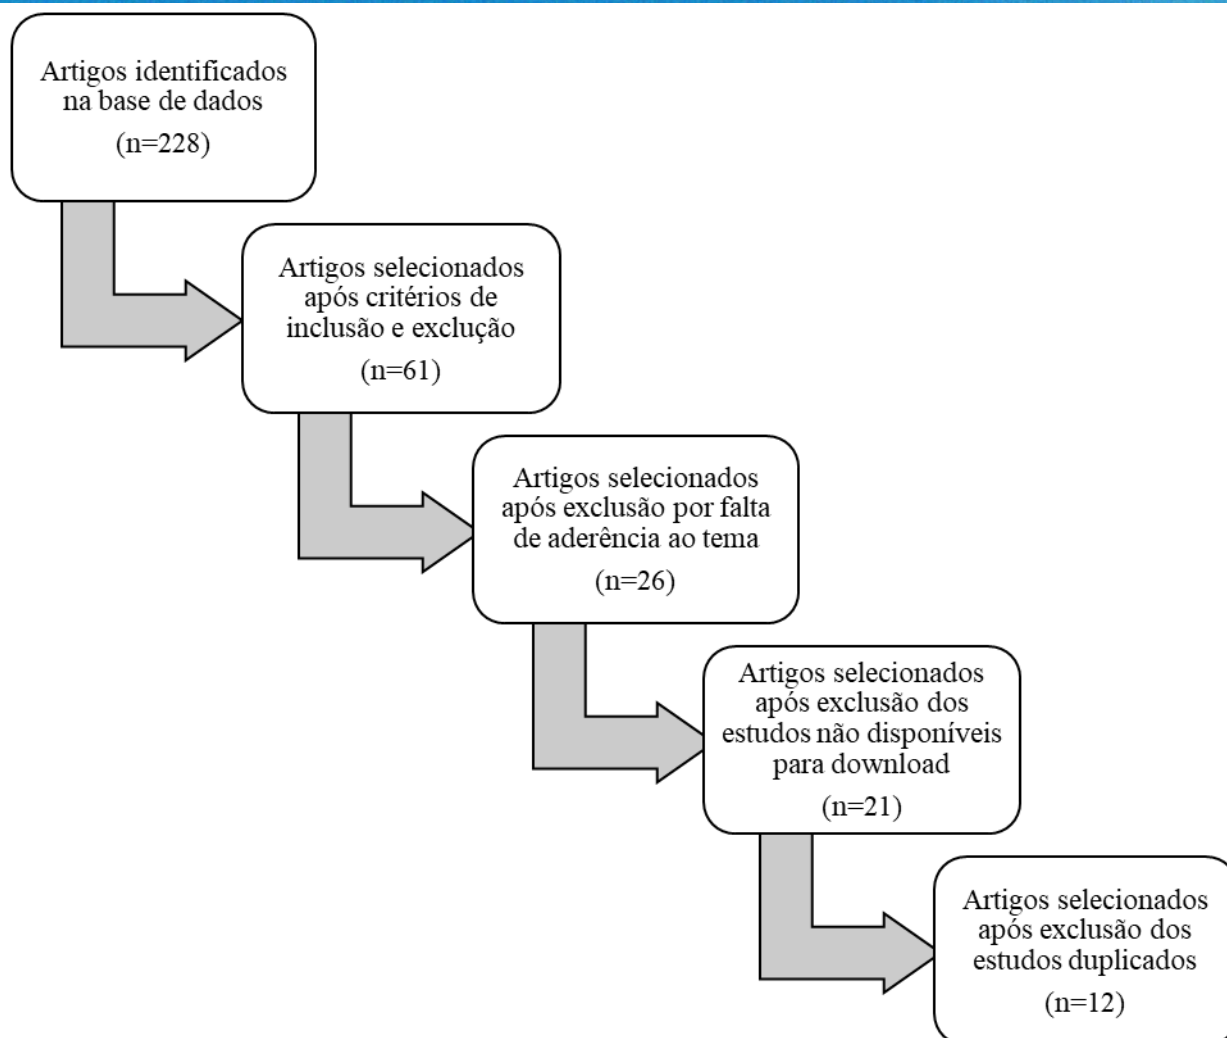 Artigos identificados
na base de dados
(n=228)
Artigos selecionados
após critérios de
inclusão e exclução
(n=61)
Artigos selecionados
após exclusão por falta
de aderência ao tema
(n=26)
Artigos selecionados
após exclusão dos
estudos não disponíveis
para download
(n=21)
Artigos selecionados
após exclusão dos
estudos duplicados
(n=12)